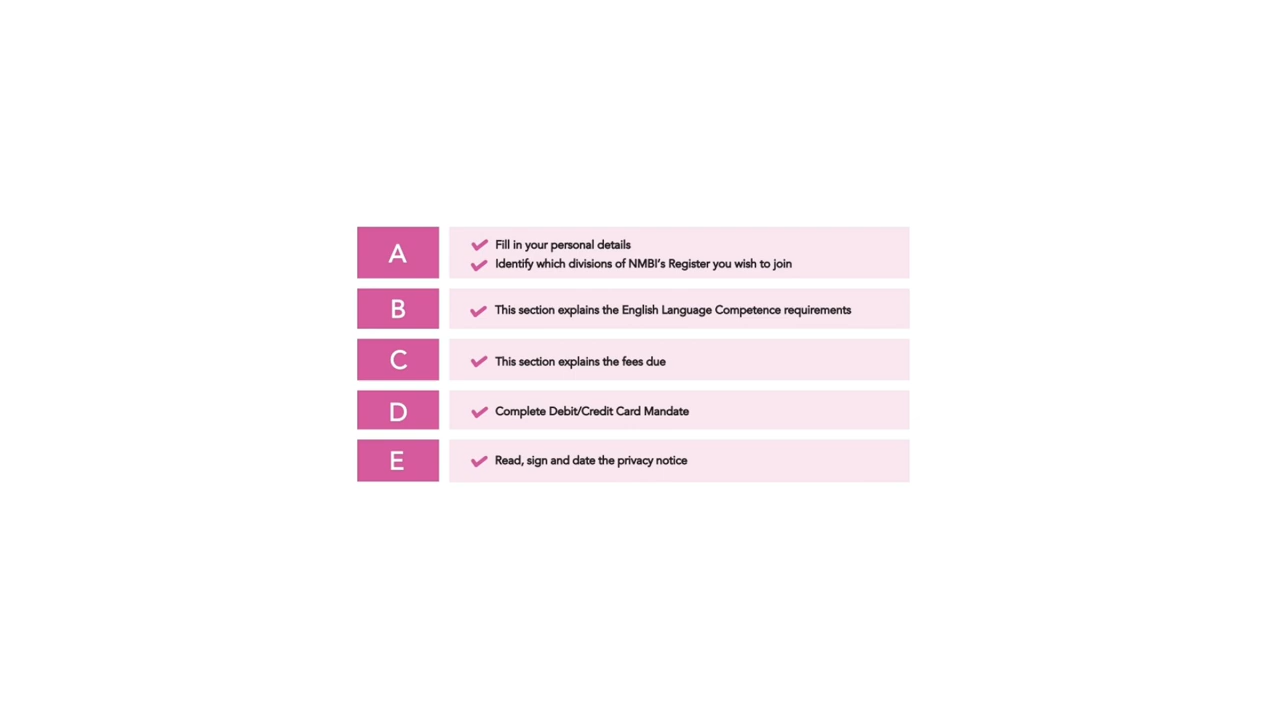 A
Fill in your personal details
Identify which divisions of NMBI's Register you wish to join
B
This section explains the English Language Competence requirements
C
This section explains the fees due
D
Complete Debit/Credit Card Mandate
E
Read, sign and date the privacy notice